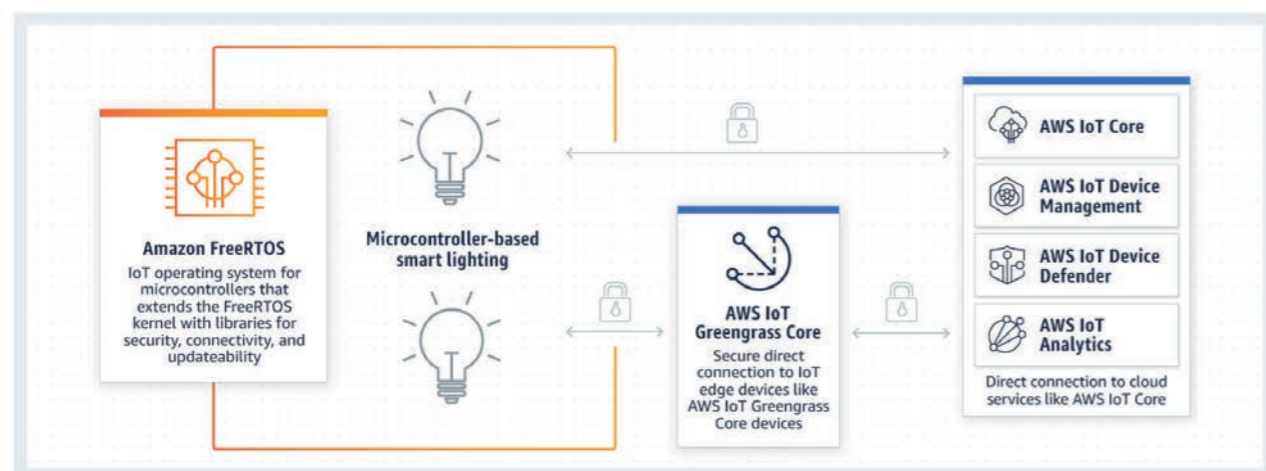 Amazon FreeRTOS
IoT operating system for
microcontrollers that
extends the FreeRTOS
kernel with libraries for
security, connectivity, and
updateability
Microcontroller-based
smart lighting
AWS IoT
Greengrass Core
Secure direct
connection to IoT
edge devices like
AWS IoT Greengrass
Core devices
AWS IoT Core
AWS IoT Device
Management
AWS IoT Device
Defender
AWS IoT
Analytics
Direct connection to cloud
services like AWS IoT Core